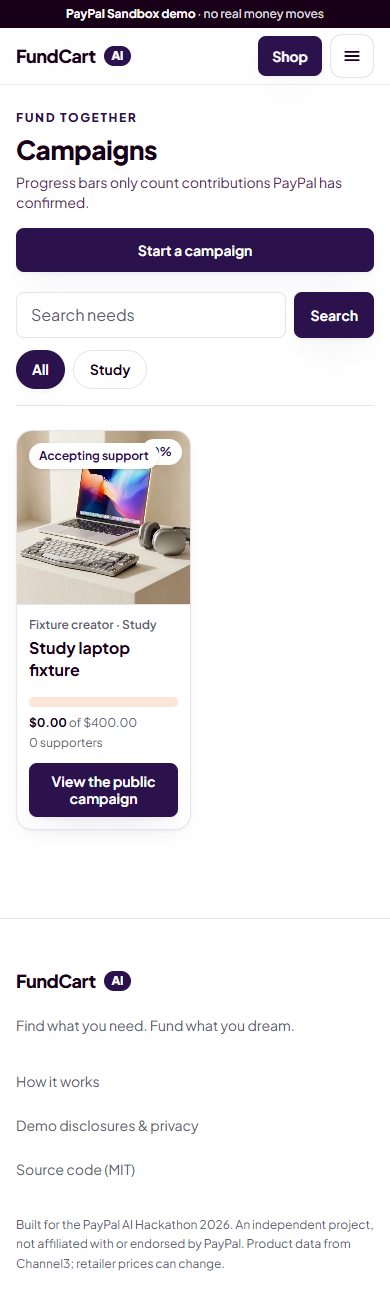 PayPal Sandbox demo · no real money moves
FundCart AI
Shop
FUND TOGETHER
Campaigns
Progress bars only count contributions PayPal has
confirmed.
Start a campaign
Search needs
Search
All
Study
Accepting support
%
Fixture creator · Study
Study laptop
fixture
$0.00 of $400.00
0 supporters
View the public
campaign
FundCart AI
Find what you need. Fund what you dream.
How it works
Demo disclosures & privacy
Source code (MIT)
Built for the PayPal AI Hackathon 2026. An independent project,
not affiliated with or endorsed by PayPal. Product data from
Channel3; retailer prices can change.